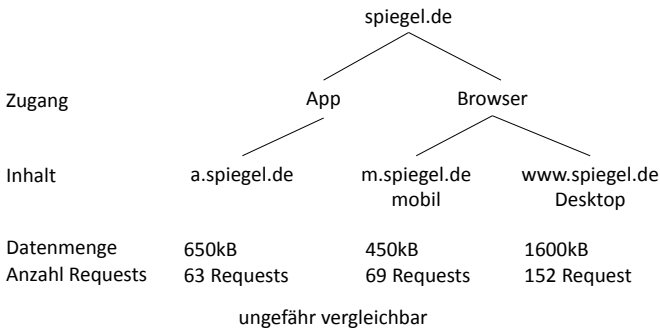 spiegel.de
Zugang App Browser
Inhalt a.spiegel.de m.spiegel.de www.spiegel.de
mobil Desktop
Datenmenge 650kB 450kB 1600kB
Anzahl Requests 63 Requests 69 Requests 152 Request
ungefähr vergleichbar